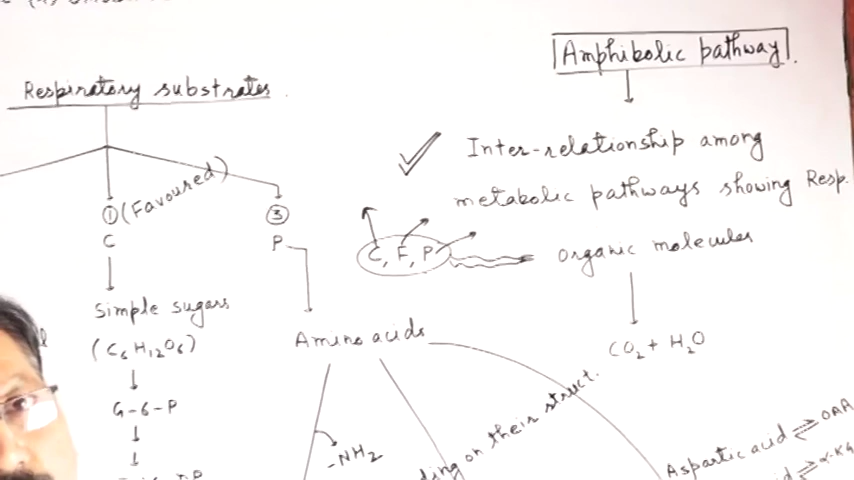 Amphibolic pathway
Respiratory substrates
Inter-relationship among
metabolic pathways showing Resp.
C, F, P
organic molecules
CO2 + H2O
① (Favoured)
③
C
P
Simple sugars
(C6H12O6)
G-6-P
Amino acids
-NH2
ding on their struct.
Aspartic acid ⇌ OAA
⇌ α-KG